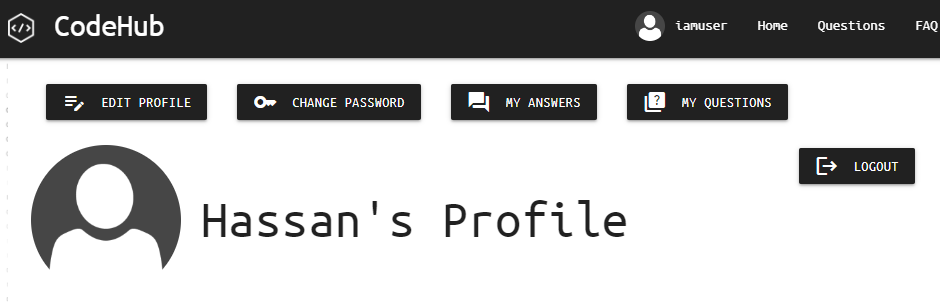 CodeHub
iamuser Home Questions FAQ
EDIT PROFILE CHANGE PASSWORD MY ANSWERS MY QUESTIONS
LOGOUT
Hassan's Profile